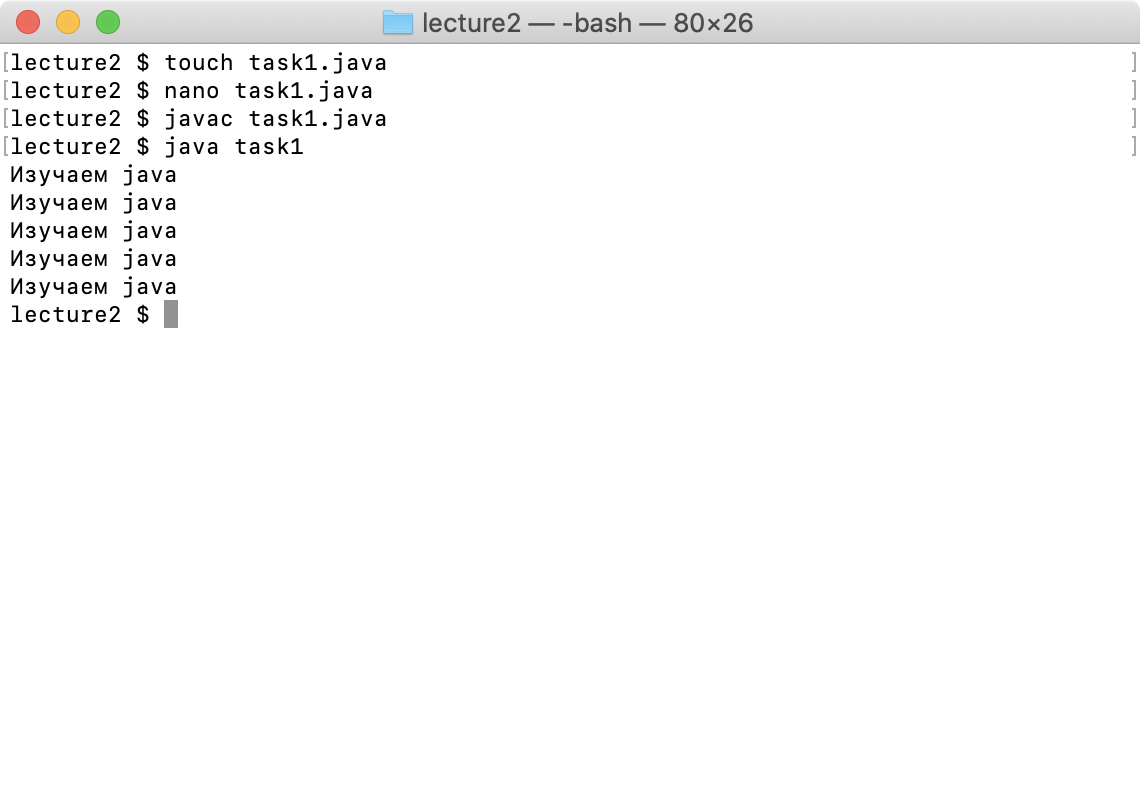 lecture2 — -bash — 80×26
[lecture2 $ touch task1.java ]
[lecture2 $ nano task1.java ]
[lecture2 $ javac task1.java ]
[lecture2 $ java task1 ]
Изучаем java
Изучаем java
Изучаем java
Изучаем java
Изучаем java
lecture2 $